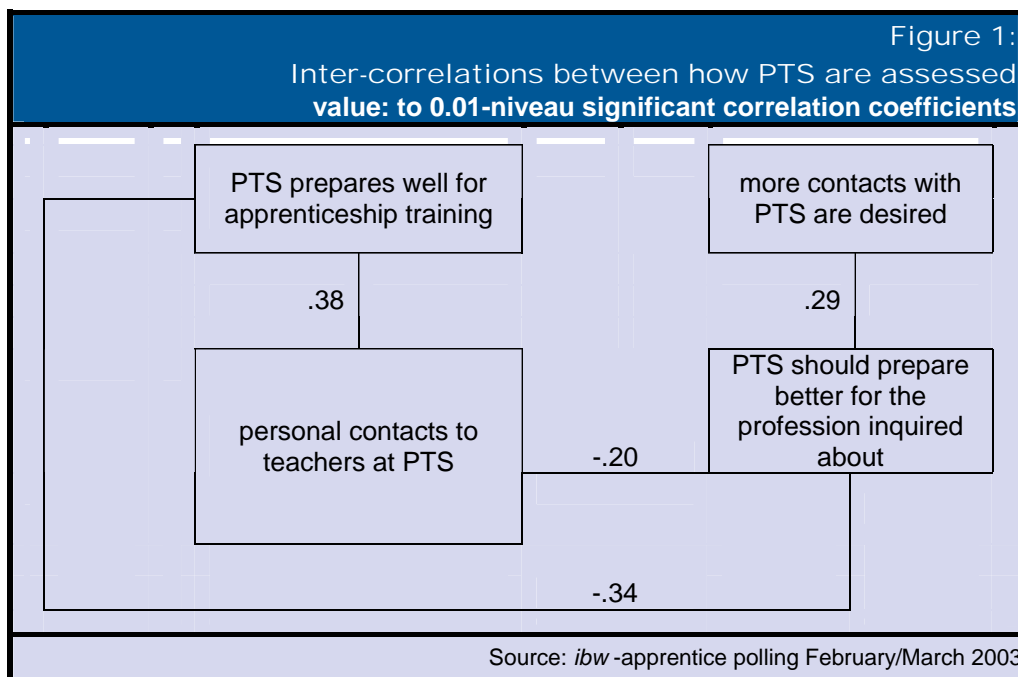 Figure 1:
Inter-correlations between how PTS are assessed
value: to 0.01-niveau significant correlation coefficients
PTS prepares well for
apprenticeship training
more contacts with
PTS are desired
.38
.29
personal contacts to
teachers at PTS
-.20
PTS should prepare
better for the
profession inquired
about
-.34
Source: ibw -apprentice polling February/March 2003